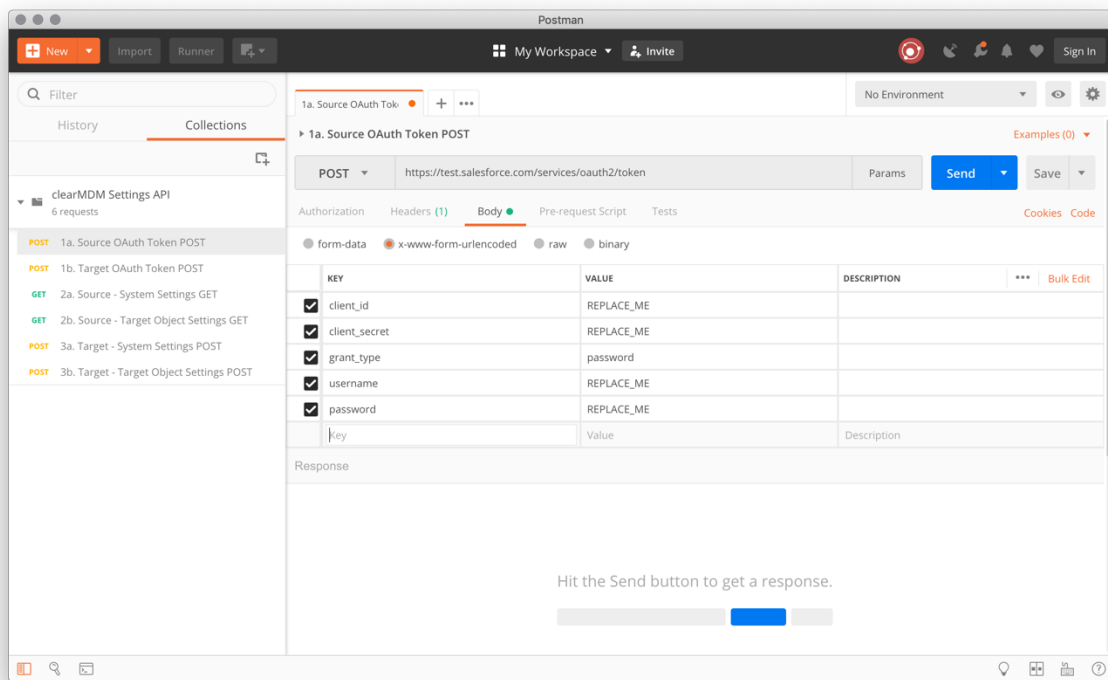 Postman
New
Import
Runner
My Workspace
Invite
Sign In
Filter
History
Collections
clearMDM Settings API
6 requests
POST 1a. Source OAuth Token POST
POST 1b. Target OAuth Token POST
GET 2a. Source - System Settings GET
GET 2b. Source - Target Object Settings GET
POST 3a. Target - System Settings POST
POST 3b. Target - Target Object Settings POST
1a. Source OAuth Tok
No Environment
1a. Source OAuth Token POST
Examples (0)
POST https://test.salesforce.com/services/oauth2/token Params Send Save
Authorization Headers (1) Body Pre-request Script Tests Cookies Code
form-data x-www-form-urlencoded raw binary
KEY VALUE DESCRIPTION Bulk Edit
client_id REPLACE_ME
client_secret REPLACE_ME
grant_type password
username REPLACE_ME
password REPLACE_ME
Key Value Description
Response
Hit the Send button to get a response.